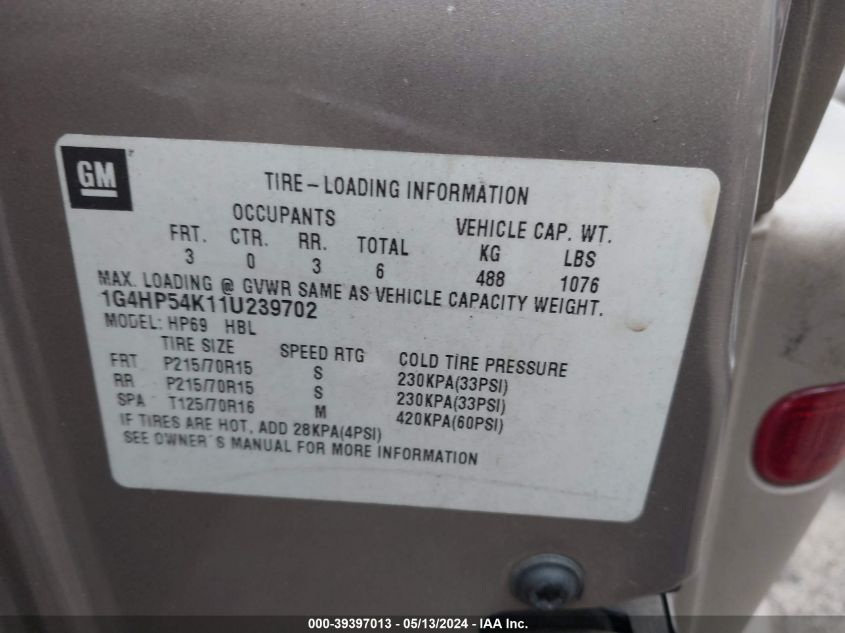 GM
TIRE-LOADING INFORMATION
OCCUPANTS VEHICLE CAP. WT.
FRT. CTR. RR. TOTAL KG LBS
3 0 3 6 488 1076
MAX. LOADING @ GVWR SAME AS VEHICLE CAPACITY WEIGHT.
1G4HP54K11U239702
MODEL: HP69 HBL
TIRE SIZE SPEED RTG COLD TIRE PRESSURE
FRT P215/70R15 S 230KPA(33PSI)
RR P215/70R15 S 230KPA(33PSI)
SPA T125/70R16 M 420KPA(60PSI)
IF TIRES ARE HOT, ADD 28KPA(4PSI)
SEE OWNER'S MANUAL FOR MORE INFORMATION
000-39397013 - 05/13/2024 - IAA Inc.